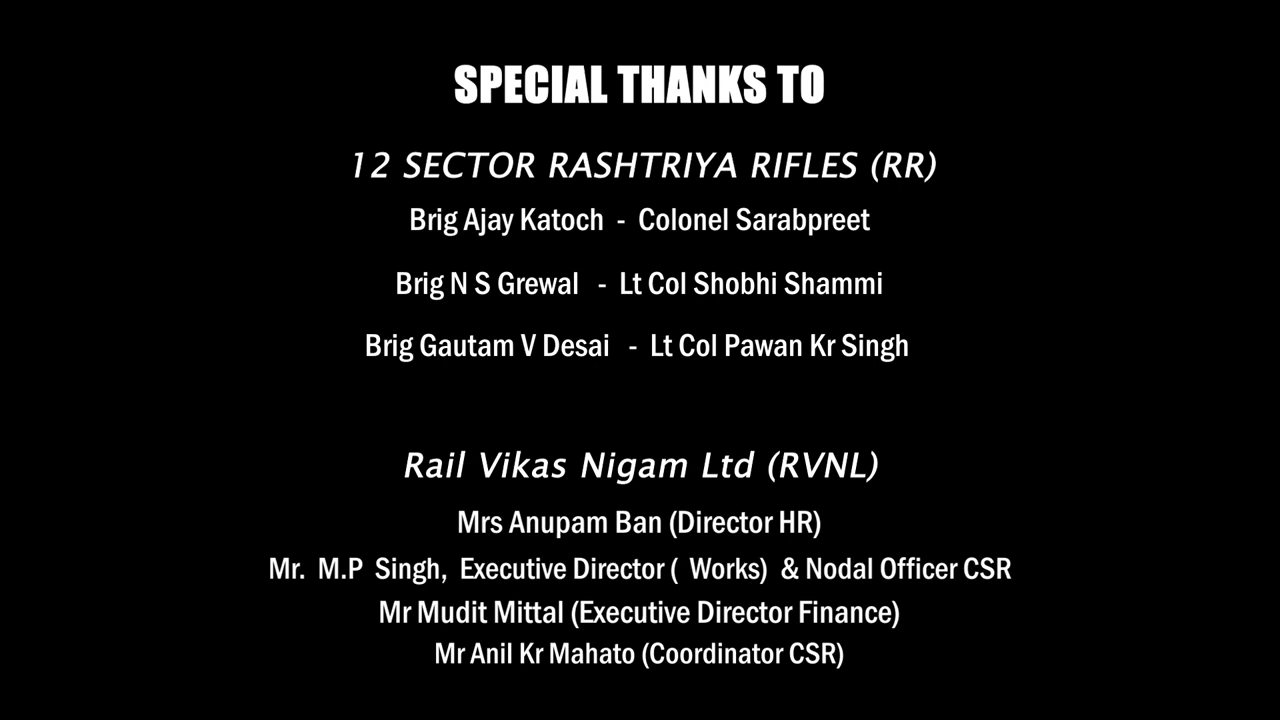 SPECIAL THANKS TO
12 SECTOR RASHTRIYA RIFLES (RR)
Brig Ajay Katoch - Colonel Sarabpreet
Brig N S Grewal - Lt Col Shobhi Shammi
Brig Gautam V Desai - Lt Col Pawan Kr Singh
Rail Vikas Nigam Ltd (RVNL)
Mrs Anupam Ban (Director HR)
Mr. M.P Singh, Executive Director ( Works) & Nodal Officer CSR
Mr Mudit Mittal (Executive Director Finance)
Mr Anil Kr Mahato (Coordinator CSR)